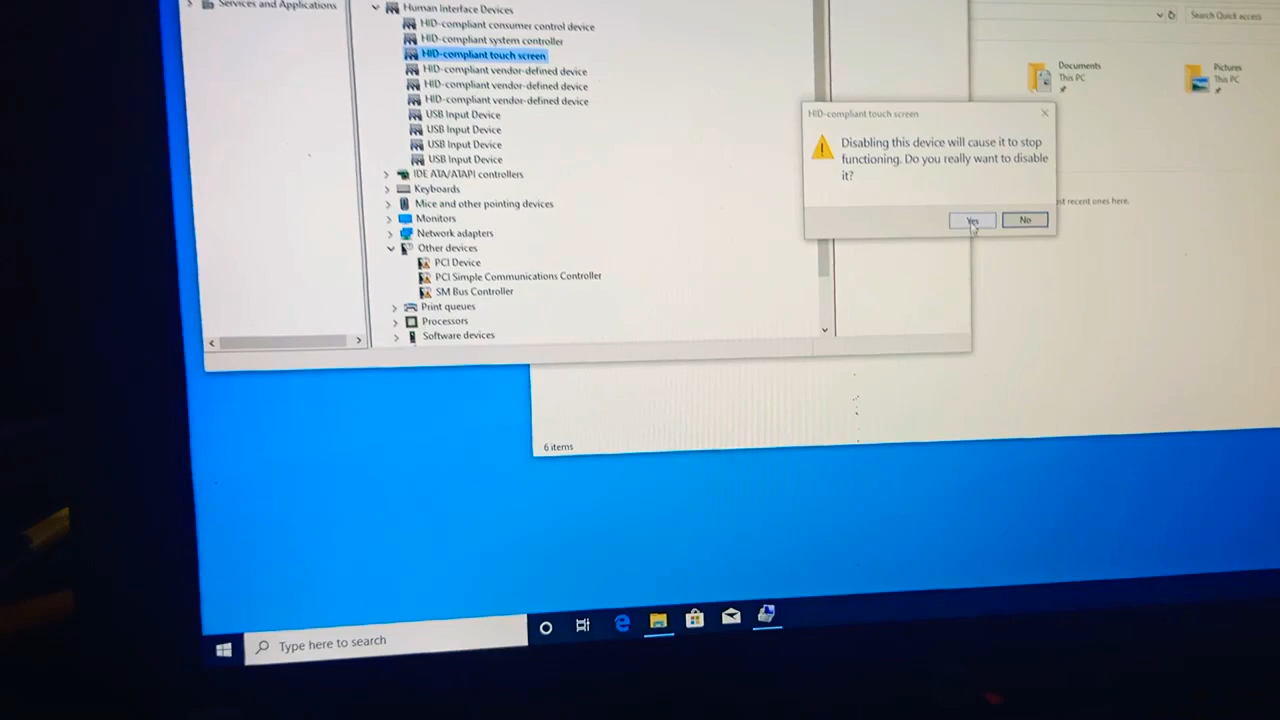 Services and Applications
Human Interface Devices
HID-compliant consumer control device
HID-compliant system controller
HID-compliant touch screen
HID-compliant vendor-defined device
HID-compliant vendor-defined device
HID-compliant vendor-defined device
USB Input Device
USB Input Device
USB Input Device
USB Input Device
IDE ATA/ATAPI controllers
Keyboards
Mice and other pointing devices
Monitors
Network adapters
Other devices
PCI Device
PCI Simple Communications Controller
SM Bus Controller
Print queues
Processors
Software devices
Search Quick access
Documents
This PC
Pictures
This PC
HID-compliant touch screen
Disabling this device will cause it to stop
functioning. Do you really want to disable
it?
Yes
No
most recent ones here.
6 items
Type here to search